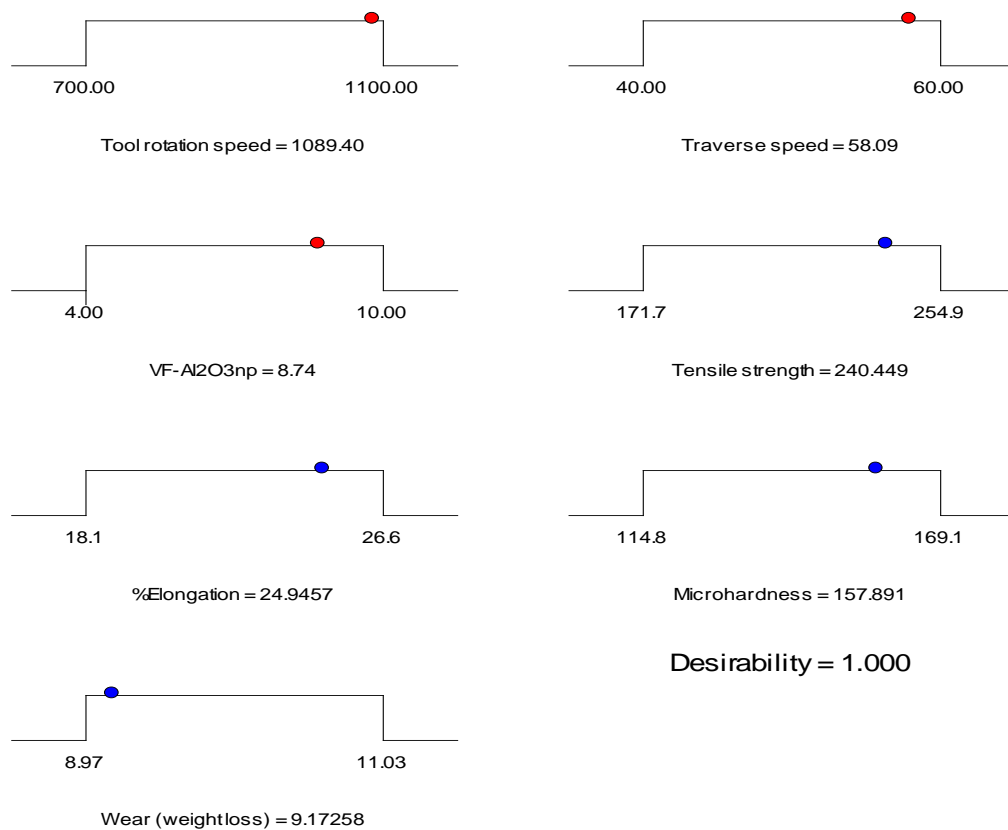 700.00 1100.00
Tool rotation speed = 1089.40
40.00 60.00
Traverse speed = 58.09
4.00 10.00
VF-Al2O3np = 8.74
171.7 254.9
Tensile strength = 240.449
18.1 26.6
%Elongation = 24.9457
114.8 169.1
Microhardness = 157.891
8.97 11.03
Wear (weight loss) = 9.17258
Desirability = 1.000